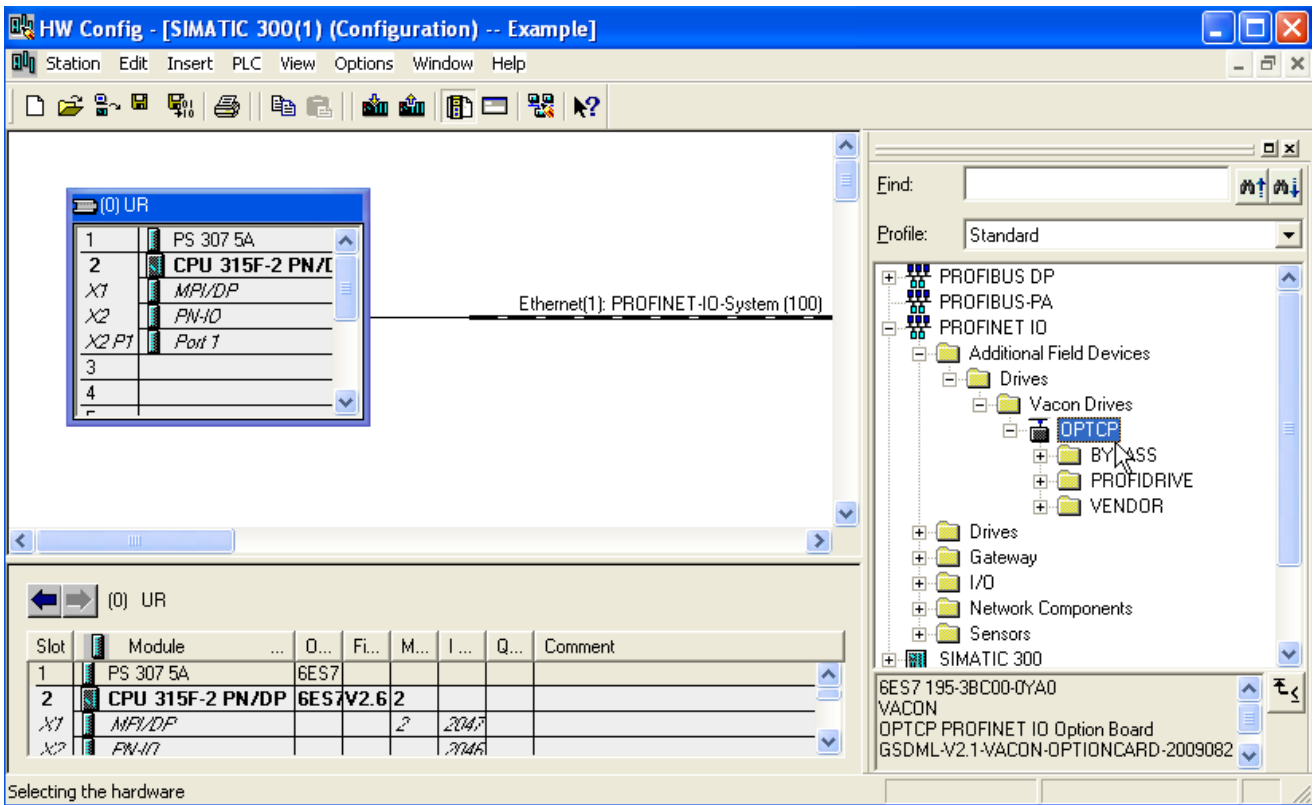 HW Config - [SIMATIC 300(1) (Configuration) -- Example]
Station Edit Insert PLC View Options Window Help
(0) UR
1 PS 307 5A
2 CPU 315F-2 PN/D
X1 MPI/DP
X2 PN-IO
X2 P1 Port 1
3
4
Ethernet(1): PROFINET-IO-System (100)
Find:
Profile: Standard
PROFIBUS DP
PROFIBUS-PA
PROFINET IO
Additional Field Devices
Drives
Vacon Drives
OPTCP
BYPASS
PROFIDRIVE
VENDOR
Drives
Gateway
I/O
Network Components
Sensors
SIMATIC 300
(0) UR
Slot Module ... O... Fi... M... I ... Q... Comment
1 PS 307 5A 6ES7
2 CPU 315F-2 PN/DP 6ES7 V2.6 2
X1 MPI/DP 2 2047
X2 PN-IO 2046
6ES7 195-3BC00-0YA0
VACON
OPTCP PROFINET IO Option Board
GSDML-V2.1-VACON-OPTIONCARD-2009082
Selecting the hardware